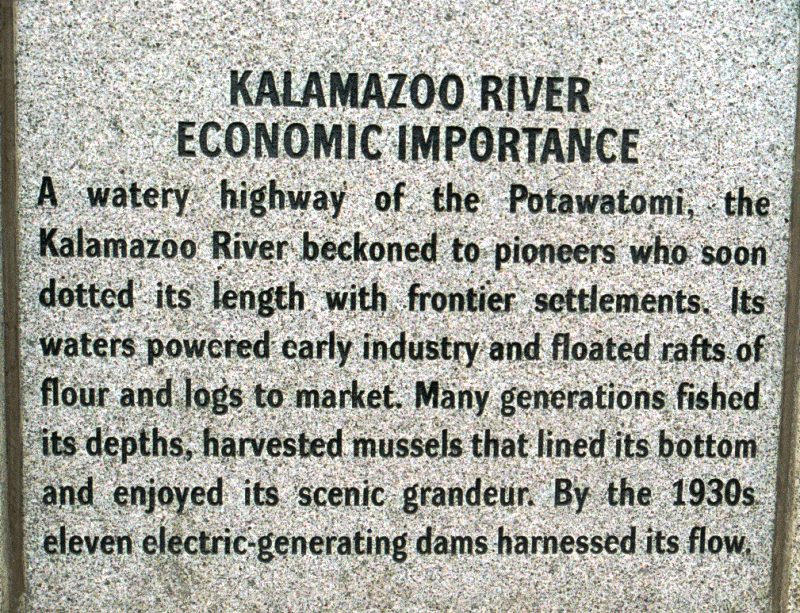 KALAMAZOO RIVER
ECONOMIC IMPORTANCE
A watery highway of the Potawatomi, the
Kalamazoo River beckoned to pioneers who soon
dotted its length with frontier settlements. Its
waters powered early industry and floated rafts of
flour and logs to market. Many generations fished
its depths, harvested mussels that lined its bottom
and enjoyed its scenic grandeur. By the 1930s
eleven electric-generating dams harnessed its flow.